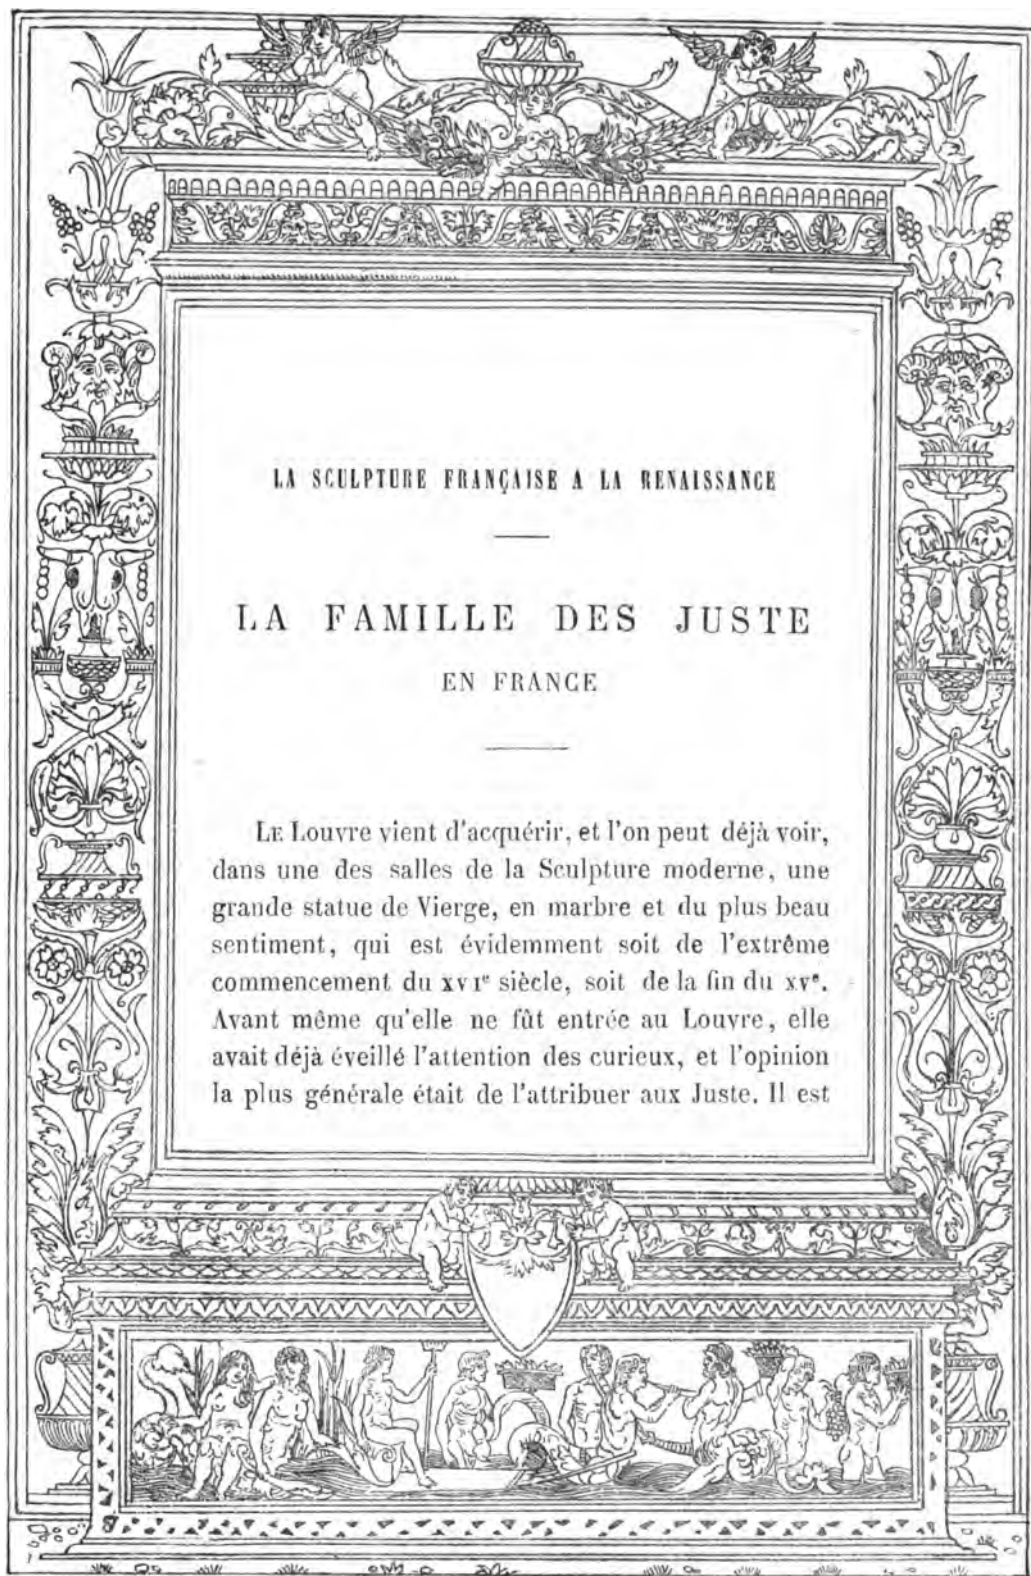 LA SCULPTURE FRANÇAISE A LA RENAISSANCE
LA FAMILLE DES JUSTE
EN FRANCE
LE Louvre vient d'acquérir, et l'on peut déjà voir,
dans une des salles de la Sculpture moderne, une
grande statue de Vierge, en marbre et du plus beau
sentiment, qui est évidemment soit de l'extrême
commencement du XVIe siècle, soit de la fin du XVe.
Avant même qu'elle ne fût entrée au Louvre, elle
avait déjà éveillé l'attention des curieux, et l'opinion
la plus générale était de l'attribuer aux Juste. Il est